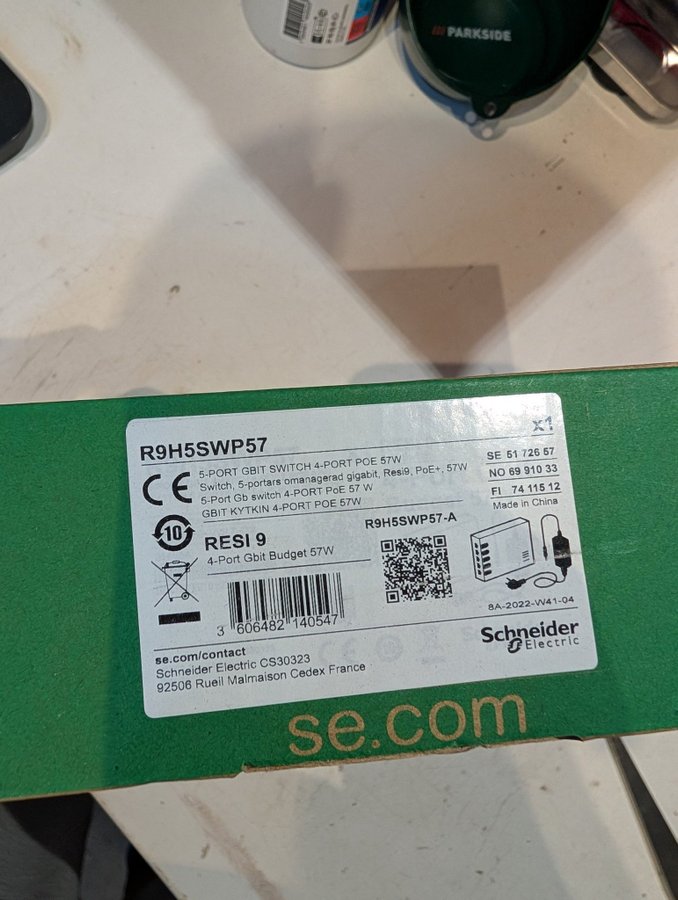 PARKSIDE
R9H5SWP57
x1
5-PORT GBIT SWITCH 4-PORT POE 57W
Switch, 5-portars omanagerad gigabit, Resi9, PoE+, 57W
5-Port Gb switch 4-PORT POE 57 W
GBIT KYTKIN 4-PORT POE 57W
SE 51 726 57
NO 69 910 33
FI 74 115 12
Made in China
CE
10
RESI 9
4-Port Gbit Budget 57W
R9H5SWP57-A
3 606482 140547
8A-2022-W41-04
se.com/contact
Schneider Electric CS30323
92506 Rueil Malmaison Cedex France
Schneider
Electric
se.com